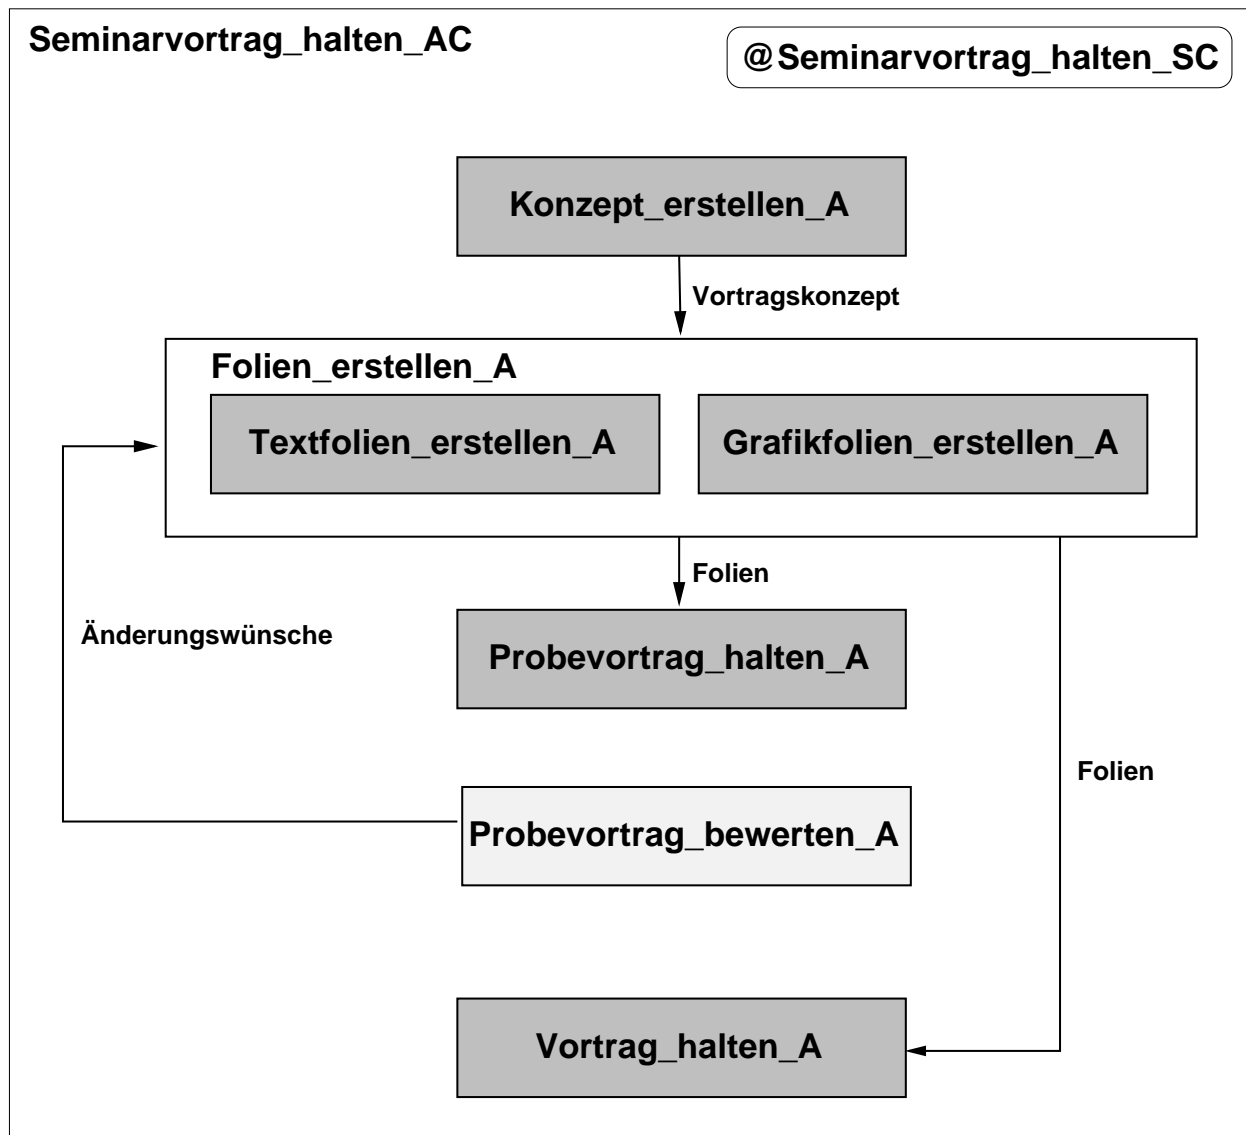 Seminarvortrag_halten_AC
@Seminarvortrag_halten_SC
Konzept_erstellen_A
Vortragskonzept
Folien_erstellen_A
Textfolien_erstellen_A
Grafikfolien_erstellen_A
Folien
Änderungswünsche
Probevortrag_halten_A
Folien
Probevortrag_bewerten_A
Vortrag_halten_A